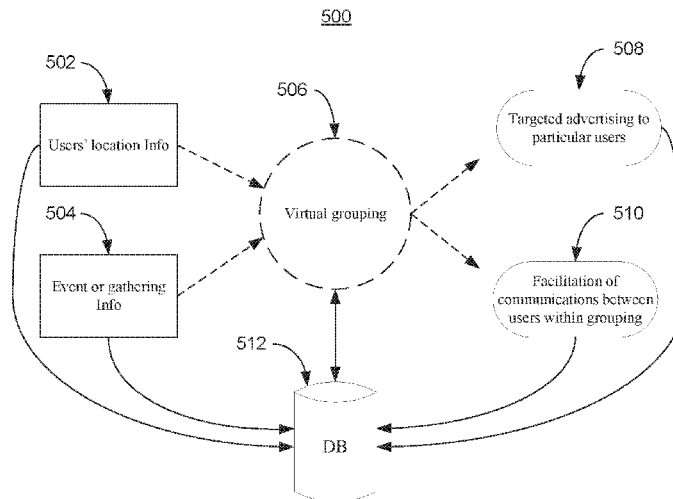 500
502
508
506
Users' location Info
Targeted advertising to
particular users
Virtual grouping
504
510
Event or gathering
Info
Facilitation of
communications between
users within grouping
512
DB